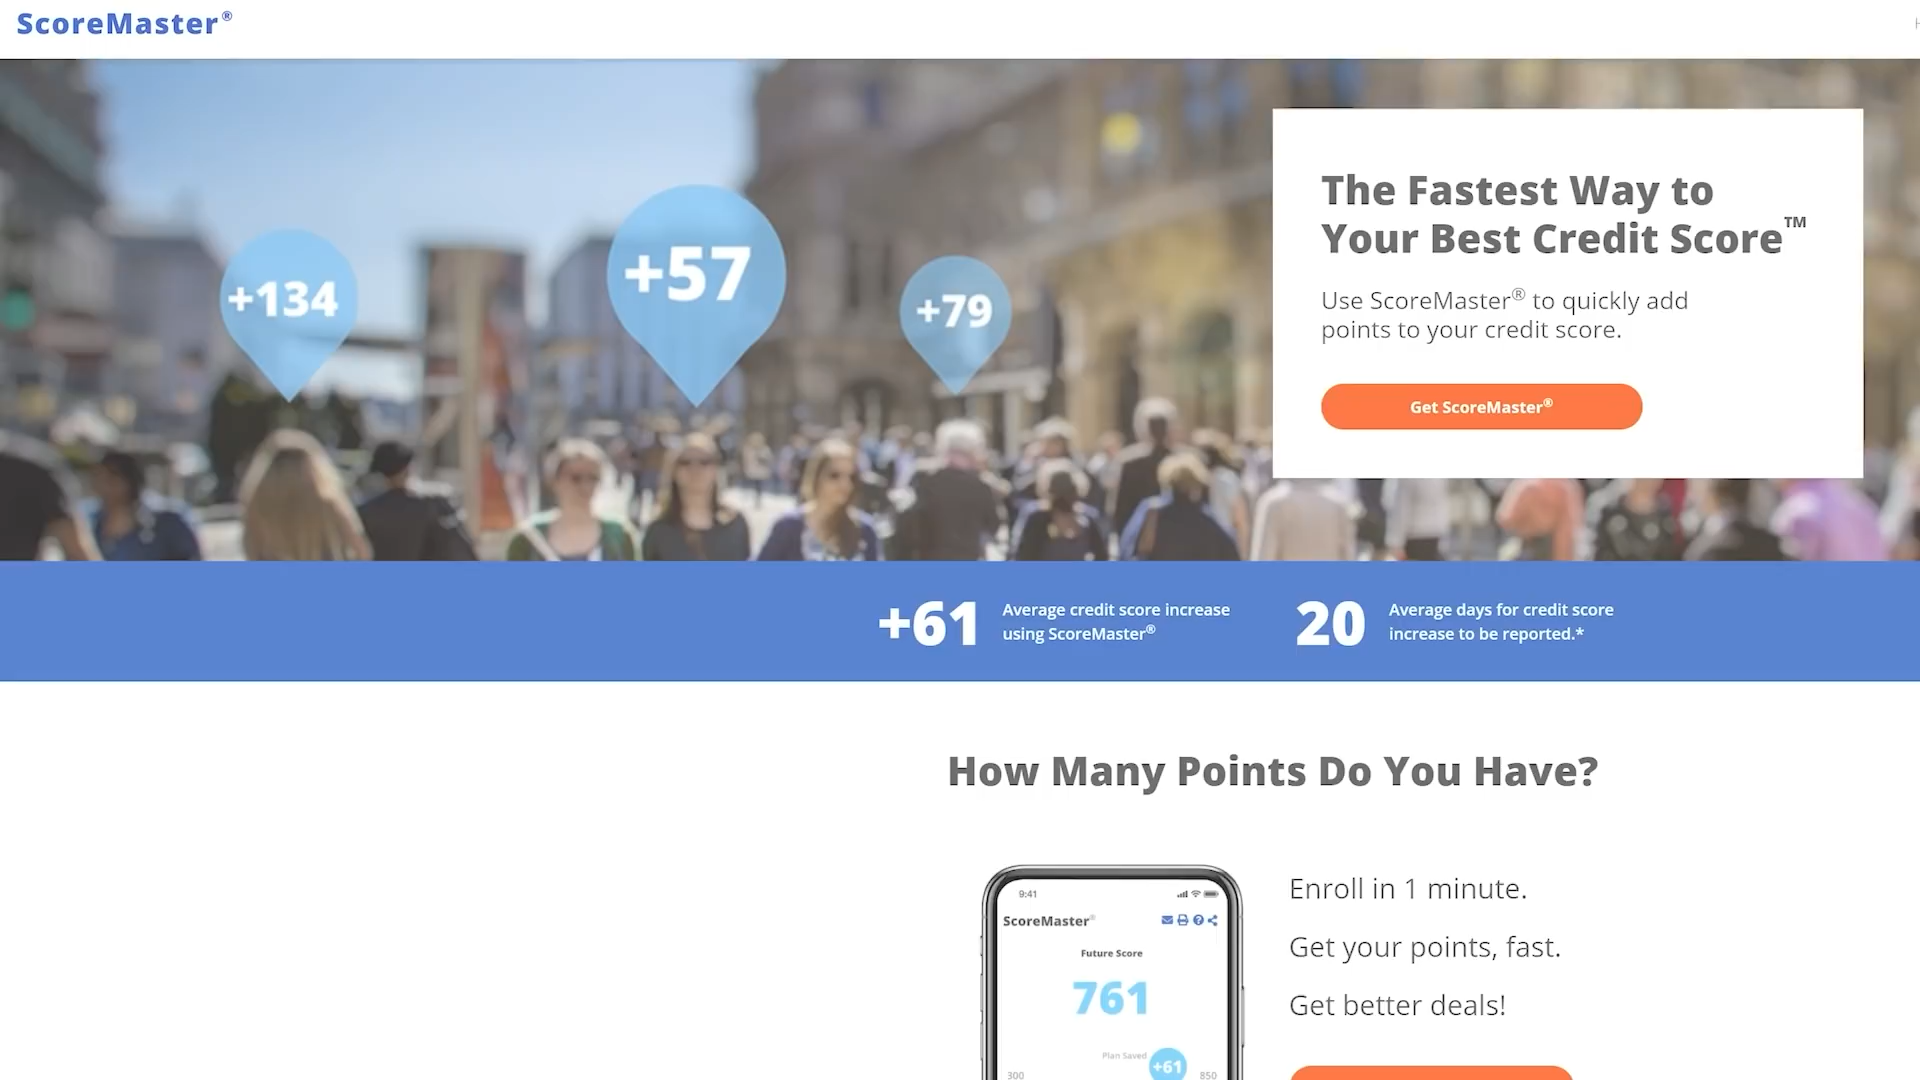 ScoreMaster®
+134
+57
+79
The Fastest Way to
Your Best Credit Score™
Use ScoreMaster® to quickly add
points to your credit score.
Get ScoreMaster®
+61
Average credit score increase
using ScoreMaster®
20
Average days for credit score
increase to be reported.*
How Many Points Do You Have?
9:41
ScoreMaster®
Future Score
761
Plan Saved
+61
300
850
Enroll in 1 minute.
Get your points, fast.
Get better deals!